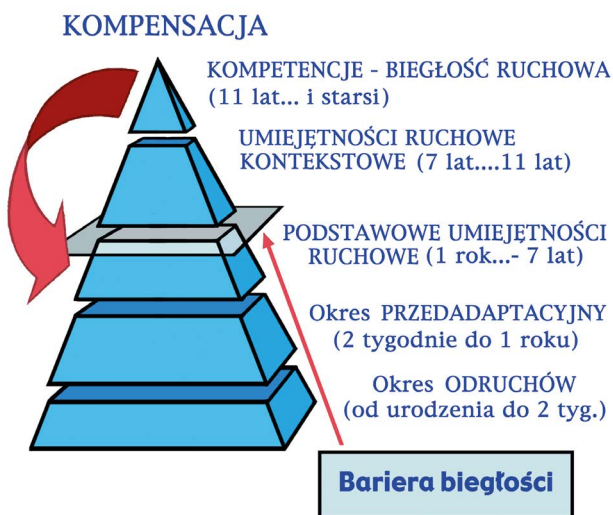 KOMPENSACJA
KOMPETENCJE - BIEGŁOŚĆ RUCHOWA
(11 lat... i starsi)
UMIEJĘTNOŚCI RUCHOWE
KONTEKSTOWE (7 lat....11 lat)
PODSTAWOWE UMIEJĘTNOŚCI
RUCHOWE (1 rok...- 7 lat)
Okres PRZEDADAPTACYJNY
(2 tygodnie do 1 roku)
Okres ODRUCHÓW
(od urodzenia do 2 tyg.)
Bariera biegłości